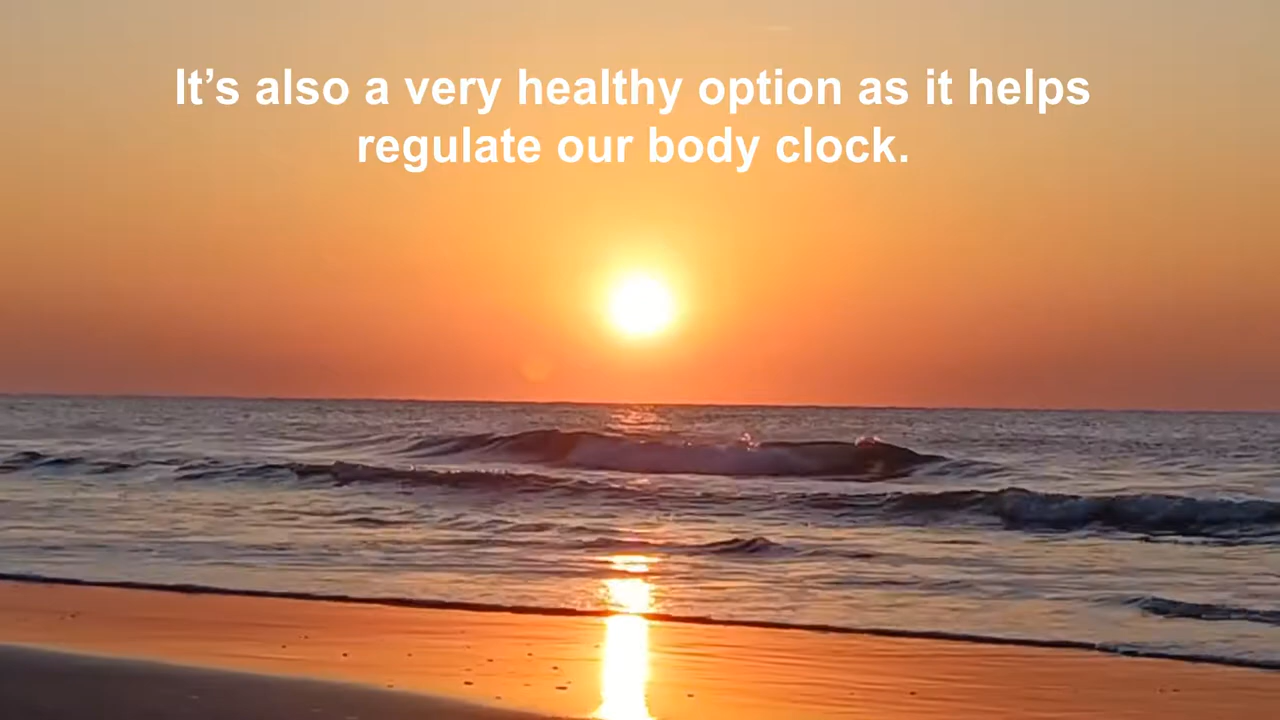 It’s also a very healthy option as it helps
regulate our body clock.